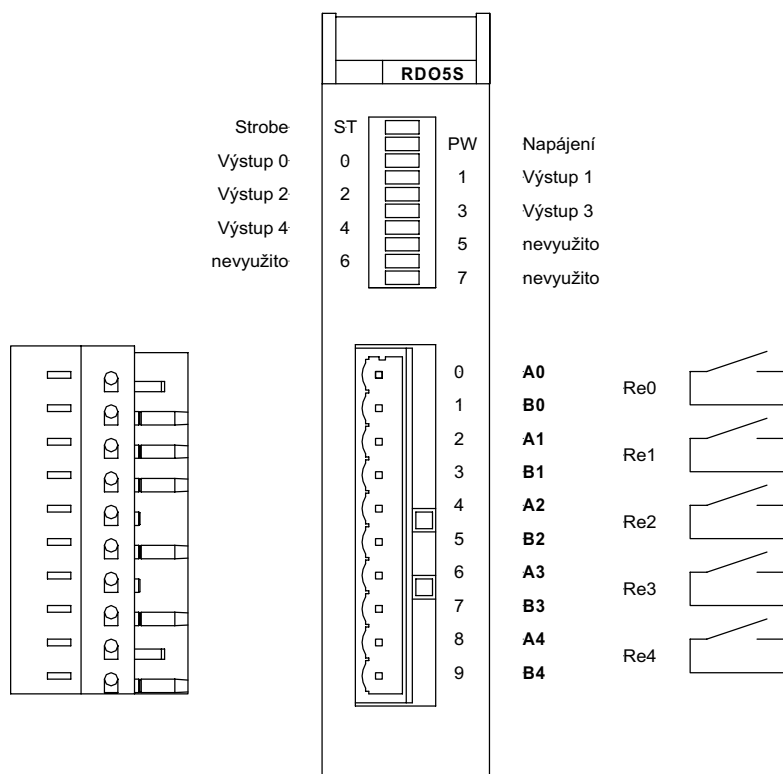 RDO5S
Strobe ST
PW Napájení
Výstup 0 0
1 Výstup 1
Výstup 2 2
3 Výstup 3
Výstup 4 4
5 nevyužito
nevyužito 6
7 nevyužito
0 A0
Re0
1 B0
2 A1
Re1
3 B1
4 A2
Re2
5 B2
6 A3
Re3
7 B3
8 A4
Re4
9 B4